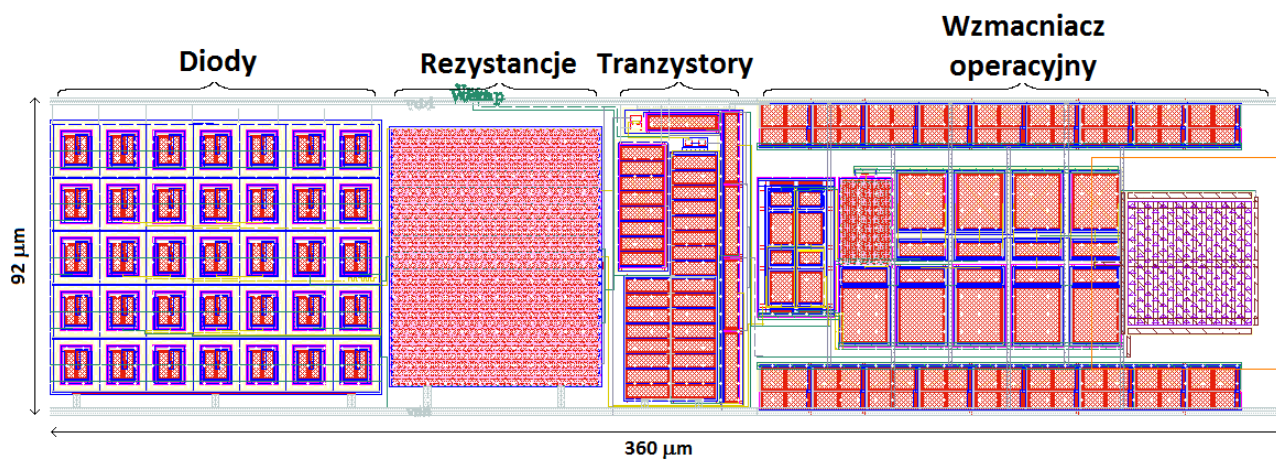 Diody
Rezystancje
Tranzystory
Wzmacniacz
operacyjny
92 μm
360 μm